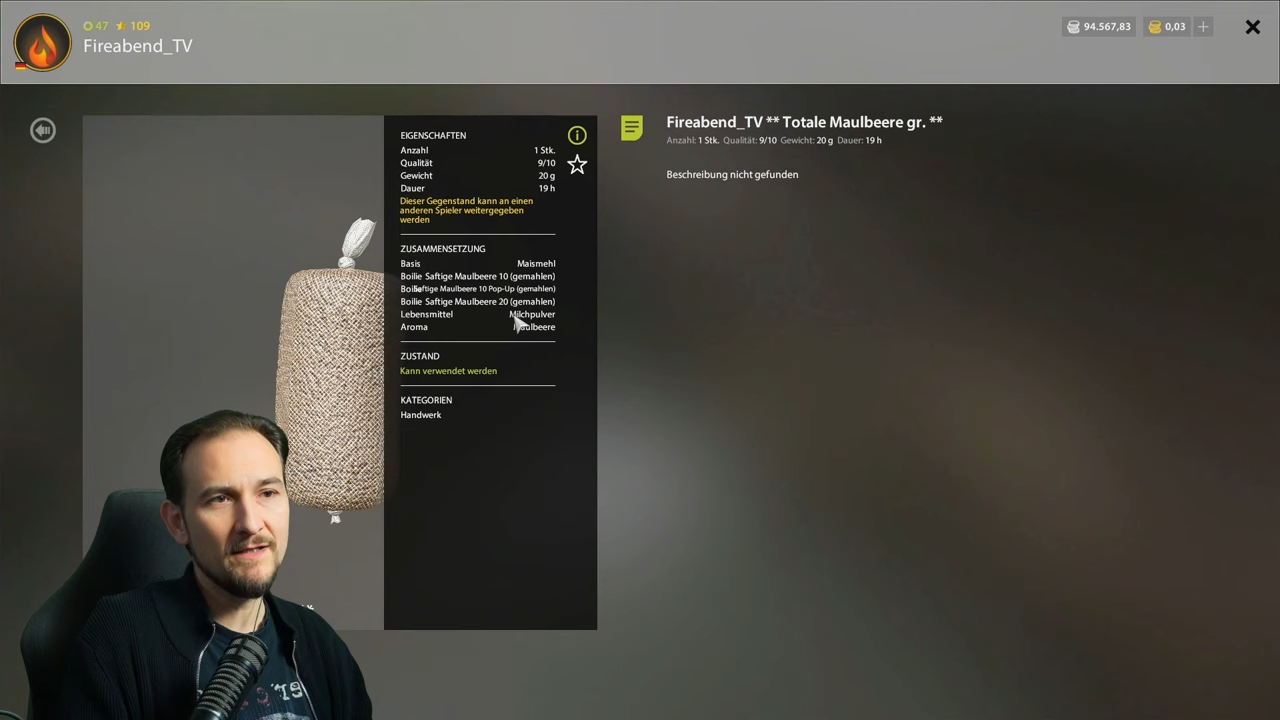 47 109
Fireabend_TV
94.567,83
0,03
EIGENSCHAFTEN
Anzahl 1 Stk.
Qualität 9/10
Gewicht 20 g
Dauer 19 h
Dieser Gegenstand kann an einen
anderen Spieler weitergegeben
werden
ZUSAMMENSETZUNG
Basis Maismehl
Boilie Saftige Maulbeere 10 (gemahlen)
Boilie Saftige Maulbeere 10 Pop-Up (gemahlen)
Boilie Saftige Maulbeere 20 (gemahlen)
Lebensmittel Milchpulver
Aroma Maulbeere
ZUSTAND
Kann verwendet werden
KATEGORIEN
Handwerk
Fireabend_TV ** Totale Maulbeere gr. **
Anzahl: 1 Stk. Qualität: 9/10 Gewicht: 20 g Dauer: 19 h
Beschreibung nicht gefunden